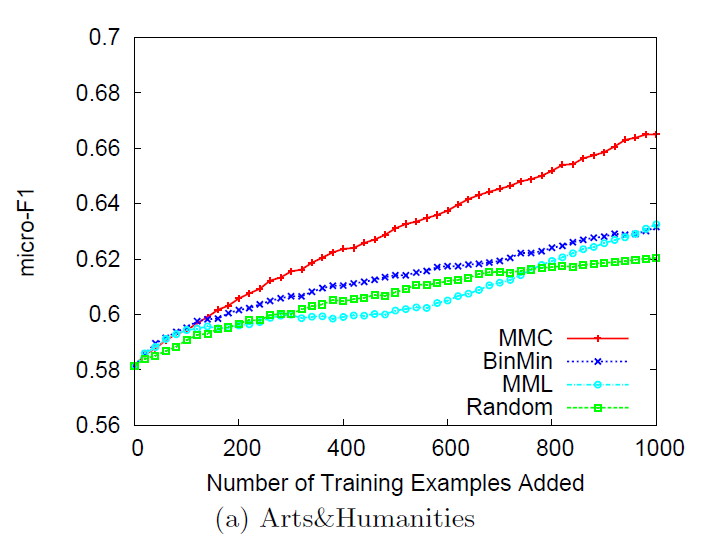 0.7
0.68
0.66
0.64
0.62
0.6
0.58
0.56
micro-F1
MMC
BinMin
MML
Random
0 200 400 600 800 1000
Number of Training Examples Added
(a) Arts&Humanities